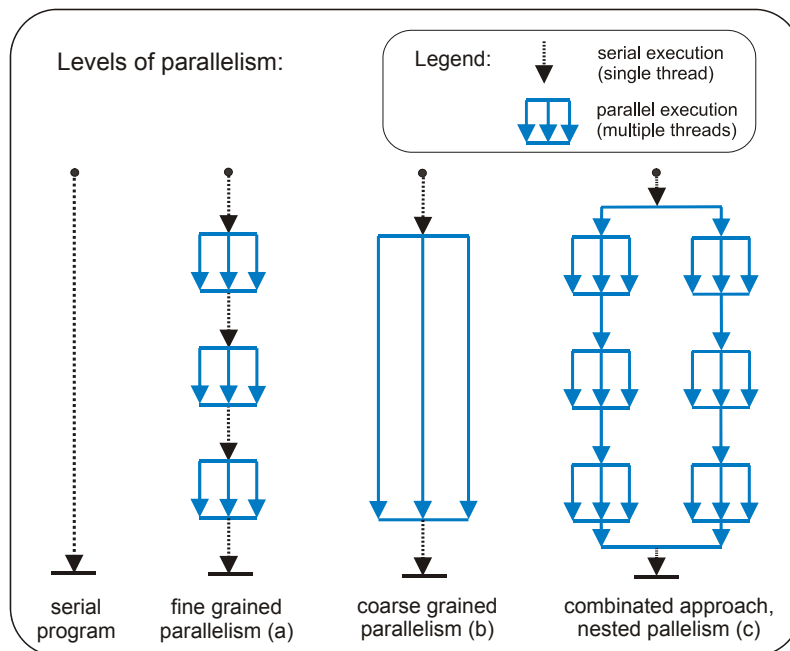 Levels of parallelism:
Legend:
serial execution
(single thread)
parallel execution
(multiple threads)
serial
program
fine grained
parallelism (a)
coarse grained
parallelism (b)
combinated approach,
nested pallelism (c)